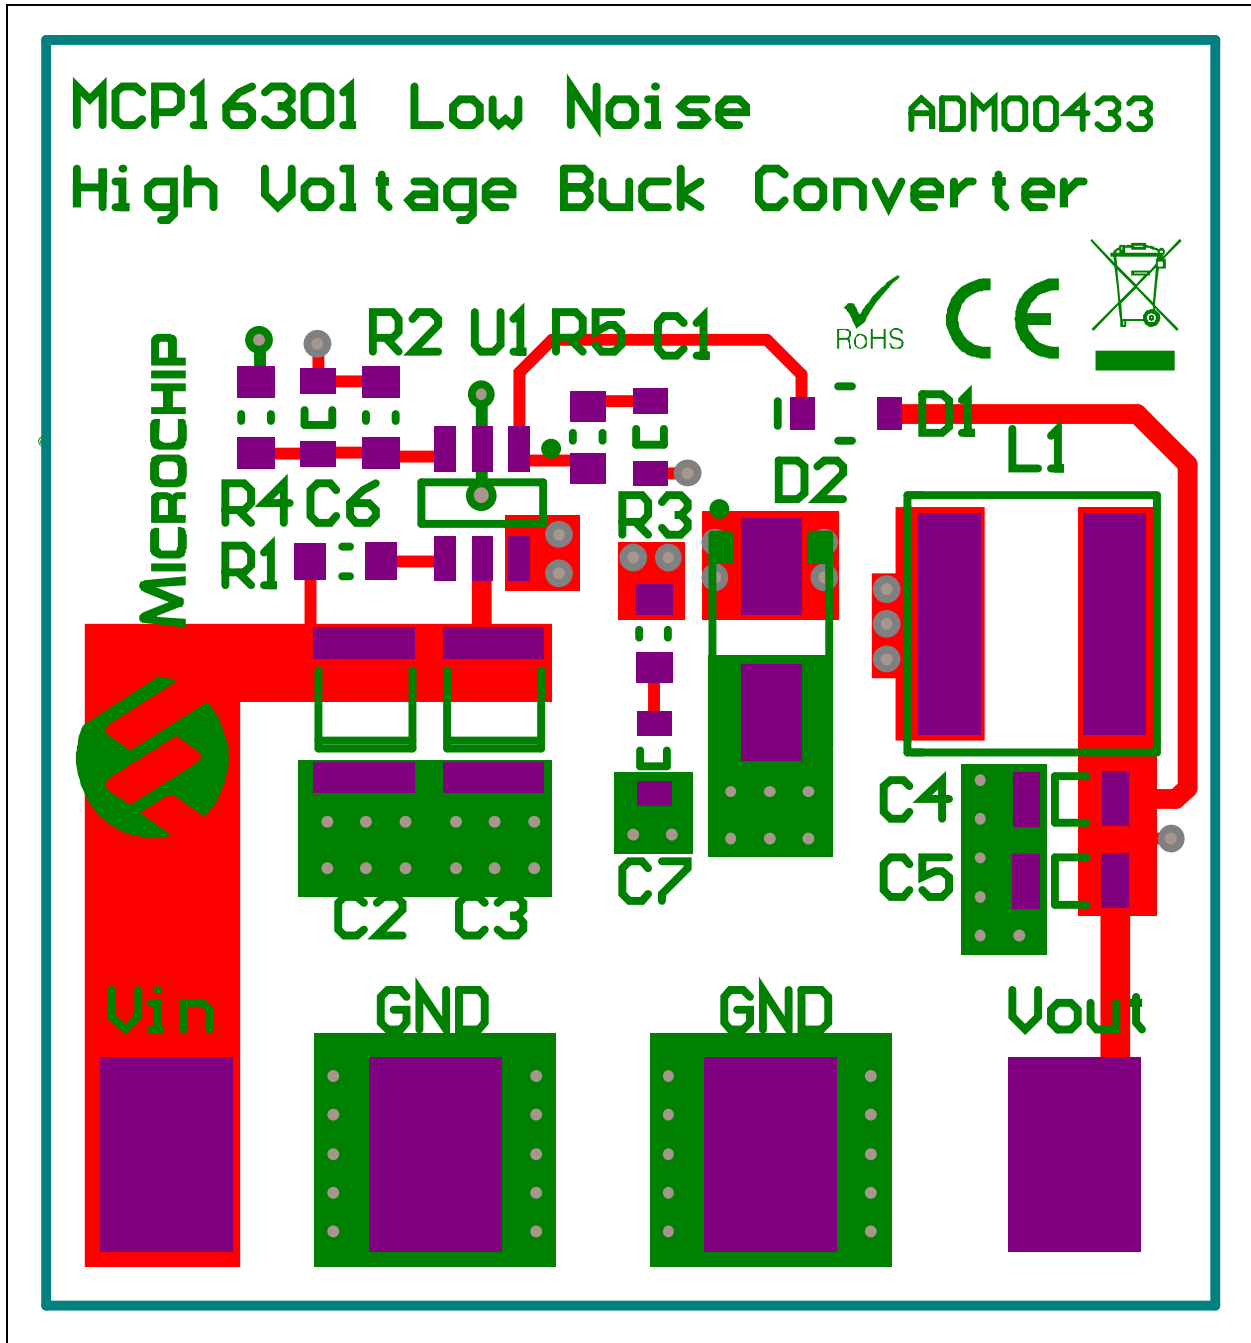 MCP16301 Low Noise
ADM00433
High Voltage Buck Converter
RoHS
CE
R2 U1 R5 C1
MICROCHIP
D1
L1
D2
R4 C6
R3
R1
C4
C5
C7
C2 C3
Vin
GND
GND
Vout